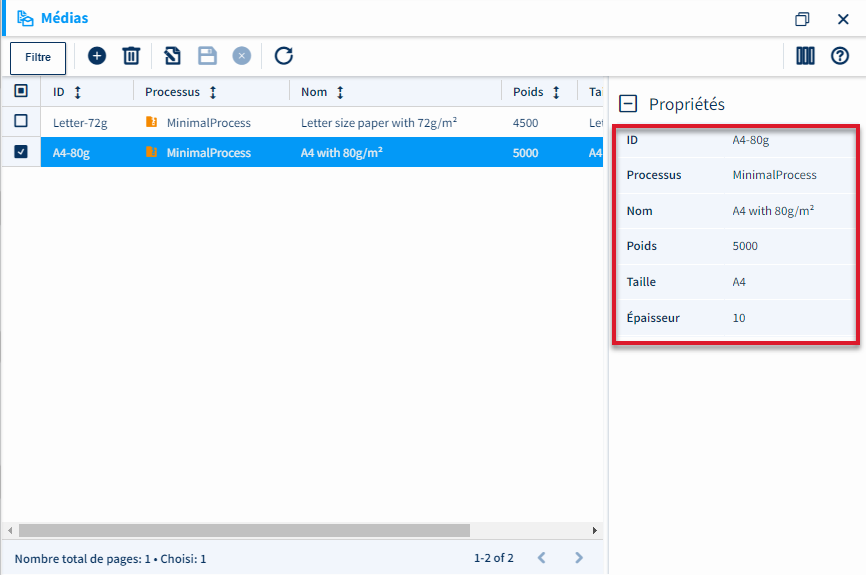 Médias
Filtre
ID Processus Nom Poids Tai
Letter-72g MinimalProcess Letter size paper with 72g/m² 4500 Let
A4-80g MinimalProcess A4 with 80g/m² 5000 A4
Propriétés
ID A4-80g
Processus MinimalProcess
Nom A4 with 80g/m²
Poids 5000
Taille A4
Épaisseur 10
Nombre total de pages: 1 • Choisi: 1 1-2 of 2